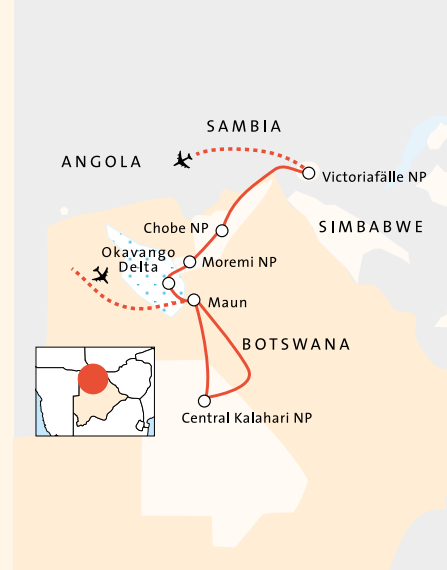 SAMBIA
ANGOLA
Victoriafälle NP
Chobe NP
SIMBABWE
Okavango
Delta
Moremi NP
Maun
BOTSWANA
Central Kalahari NP